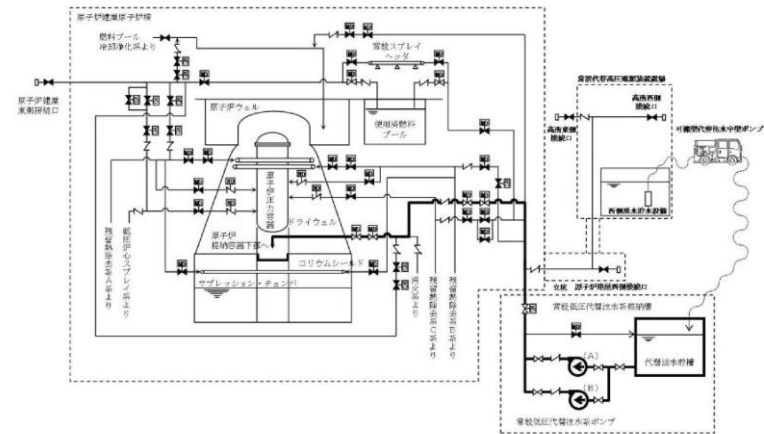 原子炉建屋原子炉棟
燃料プール
冷却浄化系より
常設スプレイ
ヘッダ
原子炉建屋
東側接続口
原子炉ウェル
使用済燃料
プール
常設代替高圧電源装置置場
高所西側
接続口
高所東側
接続口
可搬型代替注水中型ポンプ
西側淡水貯水設備
原子炉圧力容器
ドライウェル
原子炉
格納容器下部へ
コリウムシールド
サプレッション・チェンバ
残留熱除去系A系より
低圧炉心スプレイ系より
消火系より
残留熱除去系C系より
残留熱除去系B系より
立坑
原子炉建屋西側接続口
常設低圧代替注水系格納槽
代替淡水貯槽
(A)
(B)
常設低圧代替注水系ポンプ